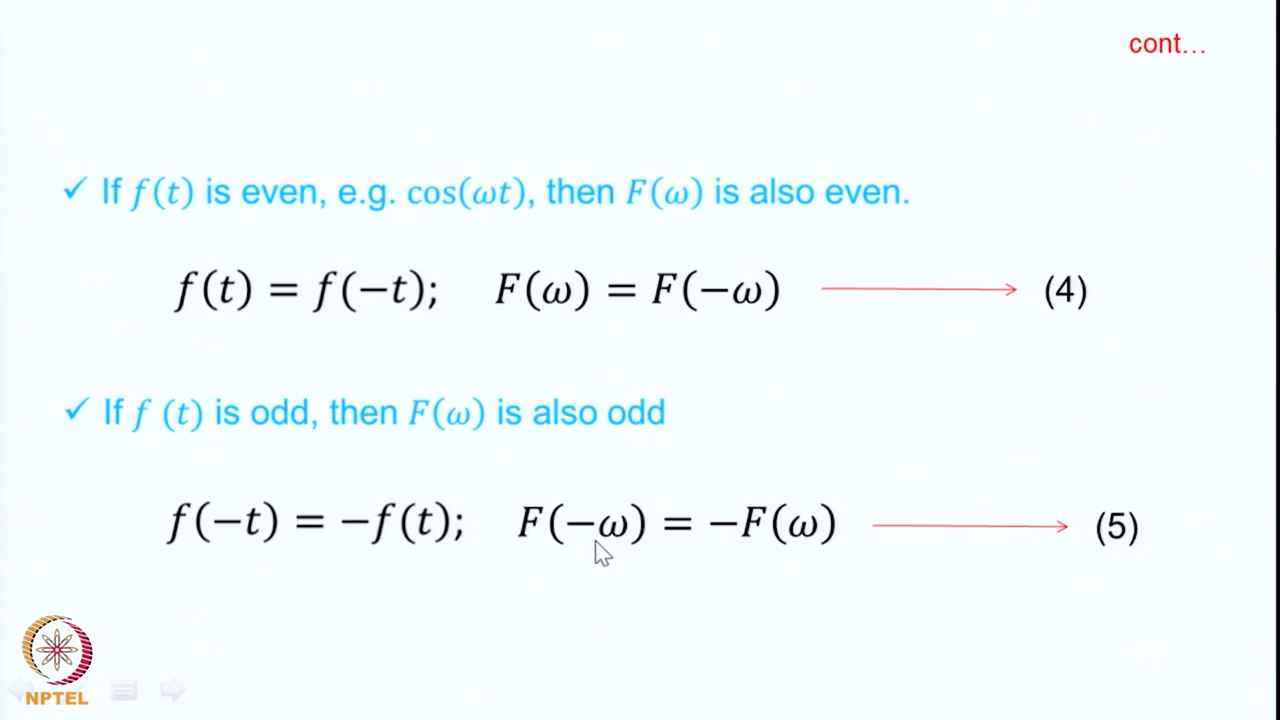 cont...
✓ If f(t) is even, e.g. cos(ωt), then F(ω) is also even.
f(t) = f(−t); F(ω) = F(−ω) ⟶ (4)
✓ If f (t) is odd, then F(ω) is also odd
f(−t) = −f(t); F(−ω) = −F(ω) ⟶ (5)
NPTEL